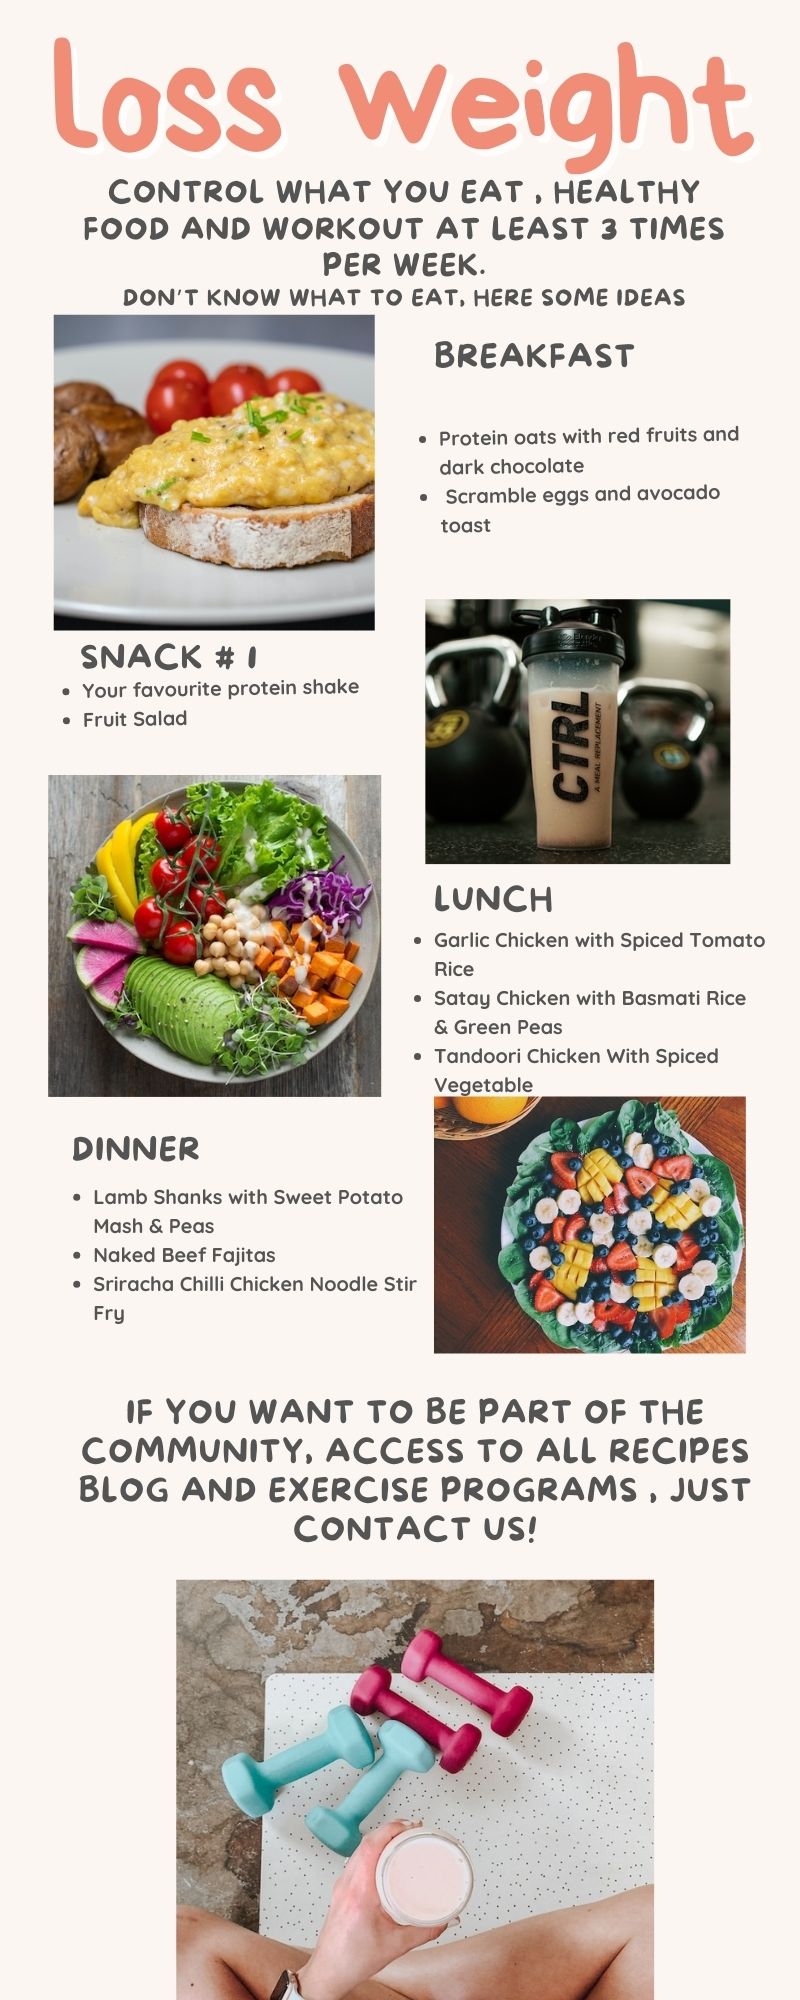 loss weight
CONTROL WHAT YOU EAT , HEALTHY
FOOD AND WORKOUT AT LEAST 3 TIMES
PER WEEK.
DON'T KNOW WHAT TO EAT, HERE SOME IDEAS
BREAKFAST
• Protein oats with red fruits and
dark chocolate
• Scramble eggs and avocado
toast
SNACK # 1
• Your favourite protein shake
• Fruit Salad
CTRL
A MEAL REPLACEMENT
LUNCH
• Garlic Chicken with Spiced Tomato
Rice
• Satay Chicken with Basmati Rice
& Green Peas
• Tandoori Chicken With Spiced
Vegetable
DINNER
• Lamb Shanks with Sweet Potato
Mash & Peas
• Naked Beef Fajitas
• Sriracha Chilli Chicken Noodle Stir
Fry
IF YOU WANT TO BE PART OF THE
COMMUNITY, ACCESS TO ALL RECIPES
BLOG AND EXERCISE PROGRAMS , JUST
CONTACT US!